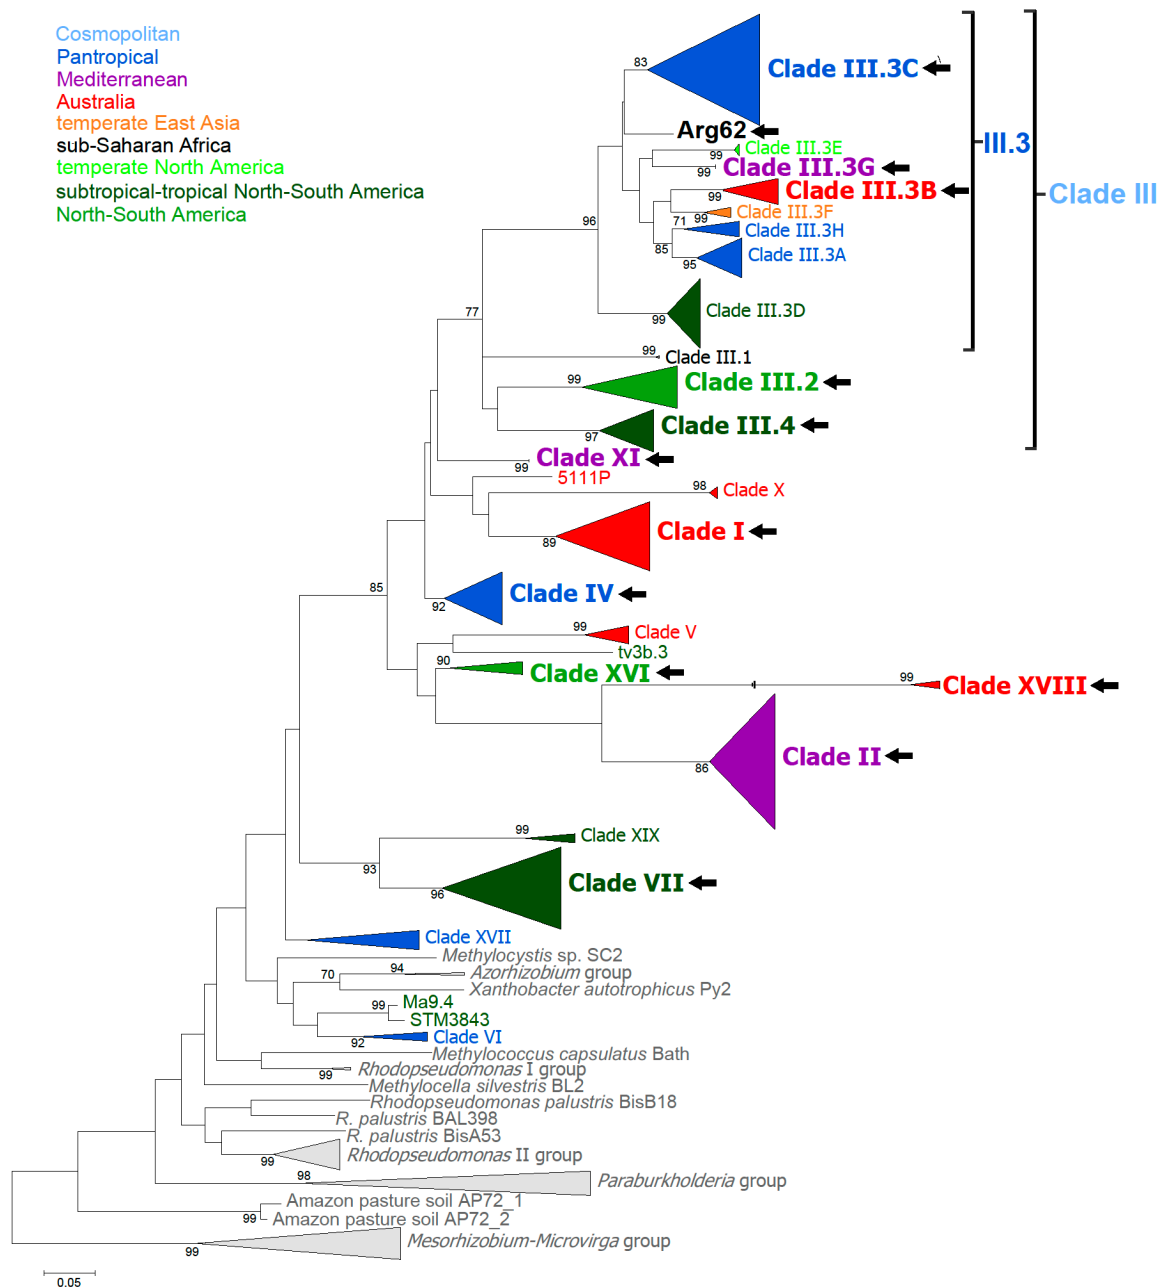 Cosmopolitan
Pantropical
Mediterranean
Australia
temperate East Asia
sub-Saharan Africa
temperate North America
subtropical-tropical North-South America
North-South America
83
Clade III.3C
Arg62
99
Clade III.3E
99
Clade III.3G
III.3
99
Clade III.3B
Clade III
99
Clade III.3F
96
71
Clade III.3H
85
95
Clade III.3A
77
99
Clade III.3D
99
Clade III.1
99
Clade III.2
97
Clade III.4
99
Clade XI
5111P
98
Clade X
89
Clade I
85
92
Clade IV
99
Clade V
tv3b.3
90
Clade XVI
99
Clade XVIII
86
Clade II
99
Clade XIX
93
96
Clade VII
Clade XVII
Methylocystis sp. SC2
70
94
Azorhizobium group
Xanthobacter autotrophicus Py2
99
Ma9.4
STM3843
92
Clade VI
Methylococcus capsulatus Bath
99
Rhodopseudomonas I group
Methylocella silvestris BL2
Rhodopseudomonas palustris BisB18
R. palustris BAL398
R. palustris BisA53
99
Rhodopseudomonas II group
98
Paraburkholderia group
Amazon pasture soil AP72_1
99
Amazon pasture soil AP72_2
99
Mesorhizobium-Microvirga group
0.05